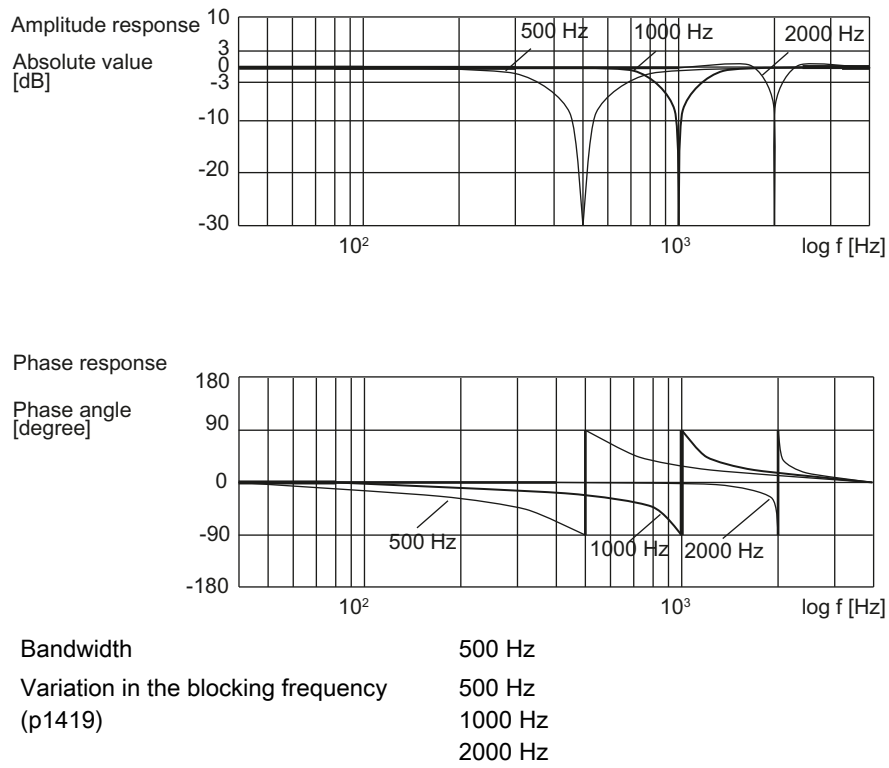 Amplitude response
Absolute value
[dB]
10
3
0
-3
-10
-20
-30
500 Hz
1000 Hz
2000 Hz
10²
10³
log f [Hz]
Phase response
Phase angle
[degree]
180
90
0
-90
-180
500 Hz
1000 Hz
2000 Hz
10²
10³
log f [Hz]
Bandwidth 500 Hz
Variation in the blocking frequency 500 Hz
(p1419) 1000 Hz
2000 Hz